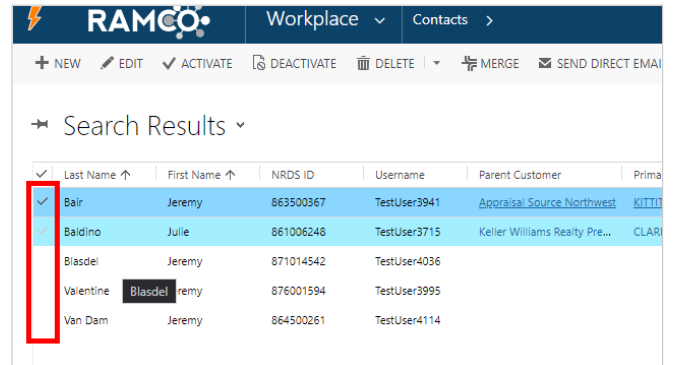 RAMCO Workplace Contacts >
NEW EDIT ACTIVATE DEACTIVATE DELETE MERGE SEND DIRECT EMAI
Search Results
Last Name ↑ First Name ↑ NRDS ID Username Parent Customer Prima
Bair Jeremy 863500367 TestUser3941 Appraisal Source Northwest KITTIT
Baldino Julie 861006248 TestUser3715 Keller Williams Realty Pre... CLARK
Blasdel Jeremy 871014542 TestUser4036
Valentine Blasdel remy 876001594 TestUser3995
Van Dam Jeremy 864500261 TestUser4114